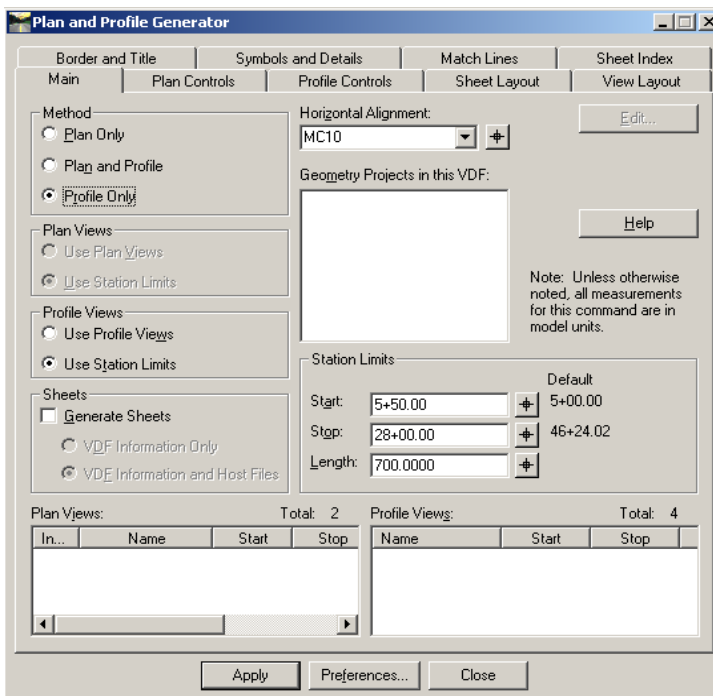 Plan and Profile Generator
Border and Title
Symbols and Details
Match Lines
Sheet Index
Main
Plan Controls
Profile Controls
Sheet Layout
View Layout
Method
Plan Only
Plan and Profile
Profile Only
Plan Views
Use Plan Views
Use Station Limits
Profile Views
Use Profile Views
Use Station Limits
Sheets
Generate Sheets
VDF Information Only
VDF Information and Host Files
Horizontal Alignment:
MC10
Geometry Projects in this VDF:
Edit...
Help
Note: Unless otherwise
noted, all measurements
for this command are in
model units.
Station Limits
Default
Start: 5+50.00 5+00.00
Stop: 28+00.00 46+24.02
Length: 700.0000
Plan Views: Total: 2
In... Name Start Stop
Profile Views: Total: 4
Name Start Stop
Apply
Preferences...
Close